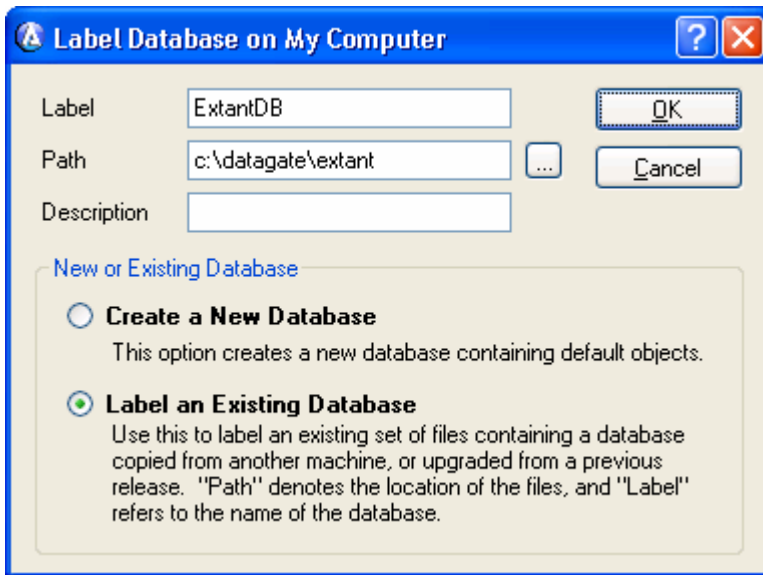 Label Database on My Computer
Label ExtantDB OK
Path c:\datagate\extant ... Cancel
Description
New or Existing Database
Create a New Database
This option creates a new database containing default objects.
Label an Existing Database
Use this to label an existing set of files containing a database
copied from another machine, or upgraded from a previous
release. "Path" denotes the location of the files, and "Label"
refers to the name of the database.